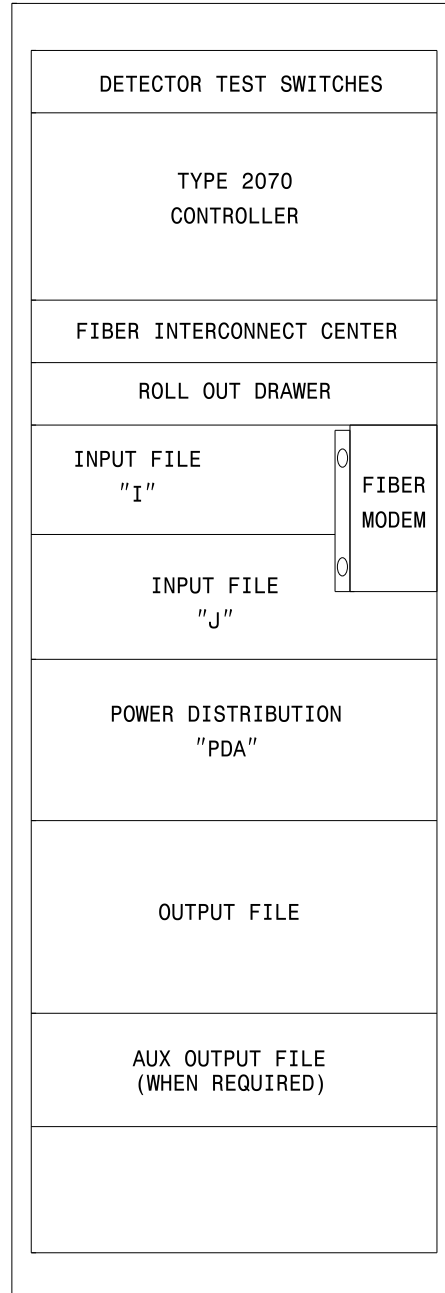 DETECTOR TEST SWITCHES
TYPE 2070
CONTROLLER
FIBER INTERCONNECT CENTER
ROLL OUT DRAWER
INPUT FILE
"I"
FIBER
MODEM
INPUT FILE
"J"
POWER DISTRIBUTION
"PDA"
OUTPUT FILE
AUX OUTPUT FILE
(WHEN REQUIRED)